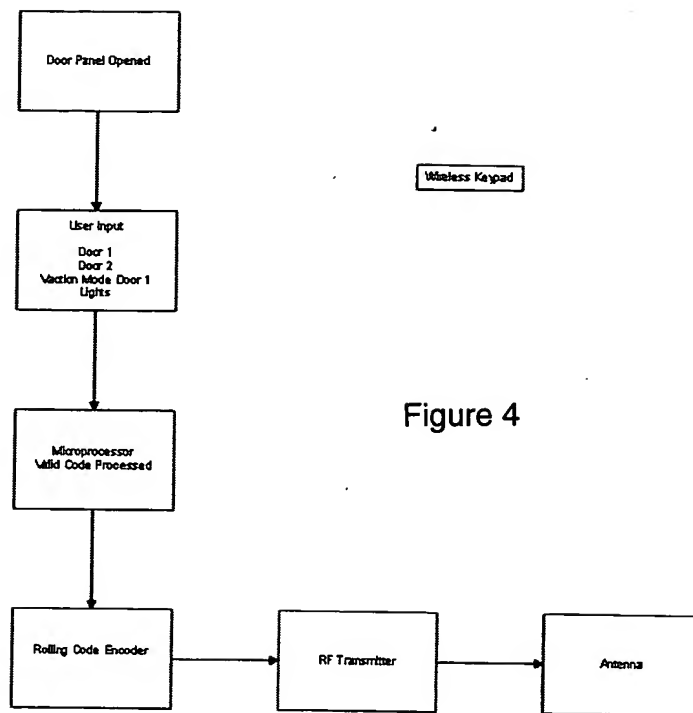 Door Panel Opened
Wireless Keypad
User Input
Door 1
Door 2
Vaction Mode Door 1
Lights
Figure 4
Microprocessor
Valid Code Processed
Rolling Code Encoder
RF Transmitter
Antenna